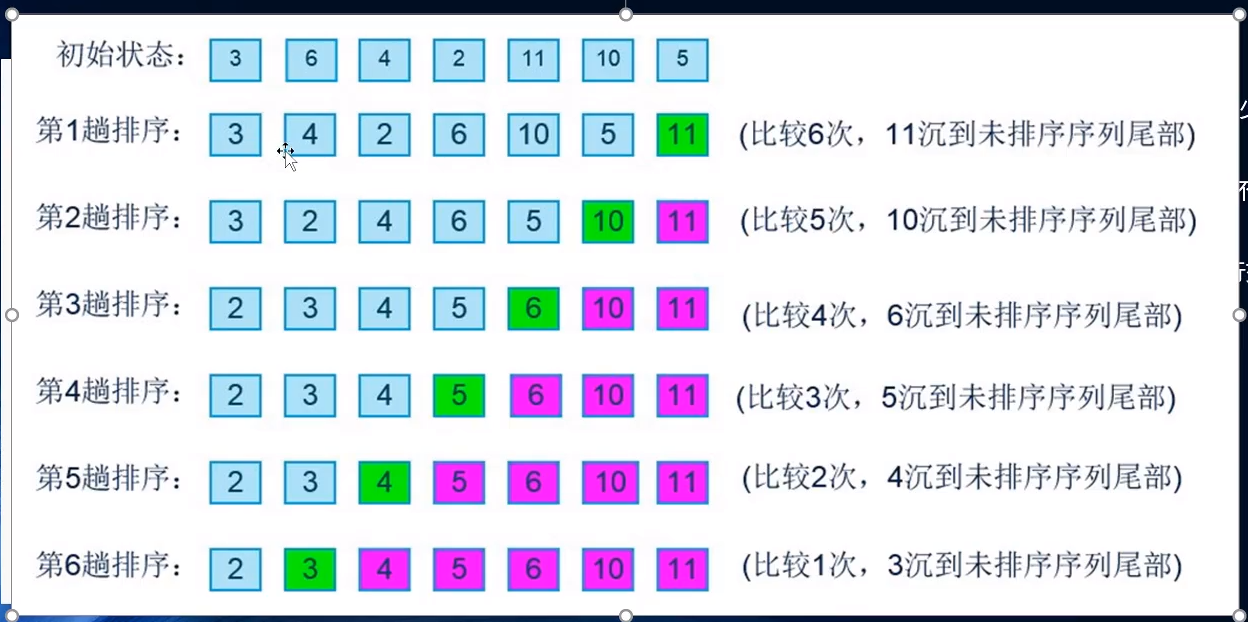 初始状态： 3 6 4 2 11 10 5
第1趟排序： 3 4 2 6 10 5 11 (比较6次，11沉到未排序序列尾部)
第2趟排序： 3 2 4 6 5 10 11 (比较5次，10沉到未排序序列尾部)
第3趟排序： 2 3 4 5 6 10 11 (比较4次，6沉到未排序序列尾部)
第4趟排序： 2 3 4 5 6 10 11 (比较3次，5沉到未排序序列尾部)
第5趟排序： 2 3 4 5 6 10 11 (比较2次，4沉到未排序序列尾部)
第6趟排序： 2 3 4 5 6 10 11 (比较1次，3沉到未排序序列尾部)